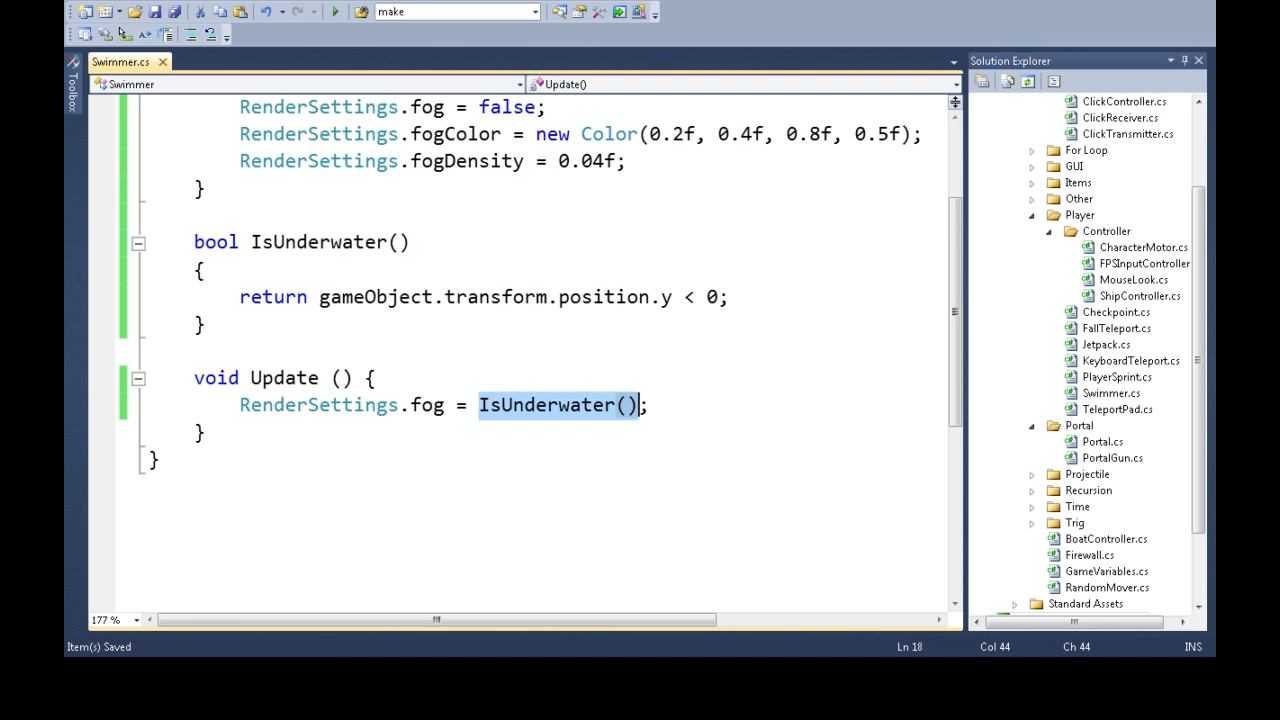 make
Swimmer.cs
Solution Explorer
Toolbox
Swimmer
Update()
RenderSettings.fog = false;
RenderSettings.fogColor = new Color(0.2f, 0.4f, 0.8f, 0.5f);
RenderSettings.fogDensity = 0.04f;
}
bool IsUnderwater()
{
return gameObject.transform.position.y < 0;
}
void Update () {
RenderSettings.fog = IsUnderwater();
}
}
ClickController.cs
ClickReceiver.cs
ClickTransmitter.cs
For Loop
GUI
Items
Other
Player
Controller
CharacterMotor.cs
FPSInputController
MouseLook.cs
ShipController.cs
Checkpoint.cs
FallTeleport.cs
Jetpack.cs
KeyboardTeleport.cs
PlayerSprint.cs
Swimmer.cs
TeleportPad.cs
Portal
Portal.cs
PortalGun.cs
Projectile
Recursion
Time
Trig
BoatController.cs
Firewall.cs
GameVariables.cs
RandomMover.cs
Standard Assets
177 %
Item(s) Saved
Ln 18
Col 44
Ch 44
INS